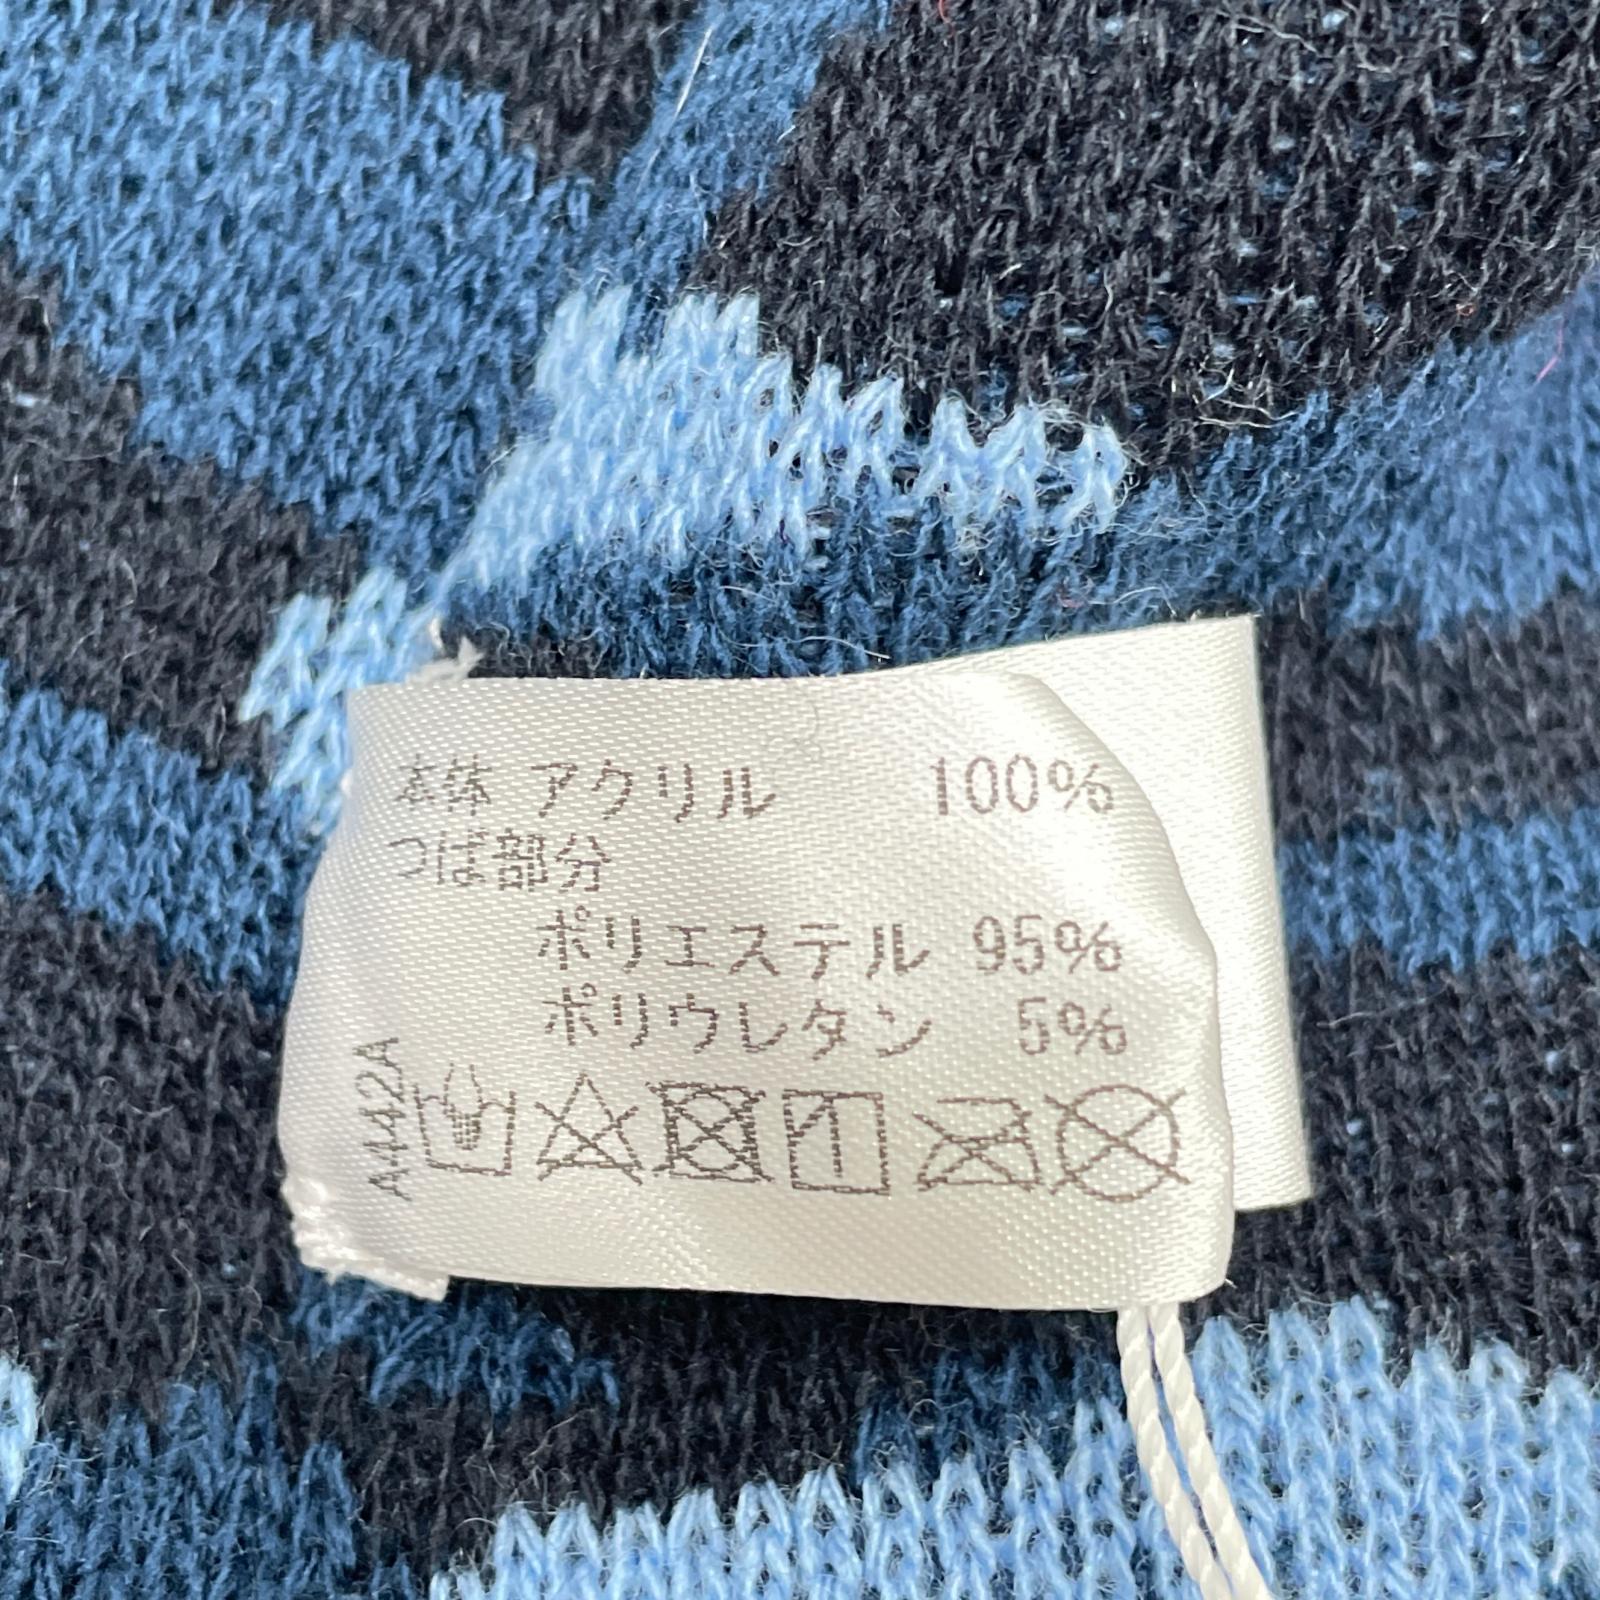 本体 アクリル 100%
つば部分
ポリエステル 95%
ポリウレタン 5%
A442A